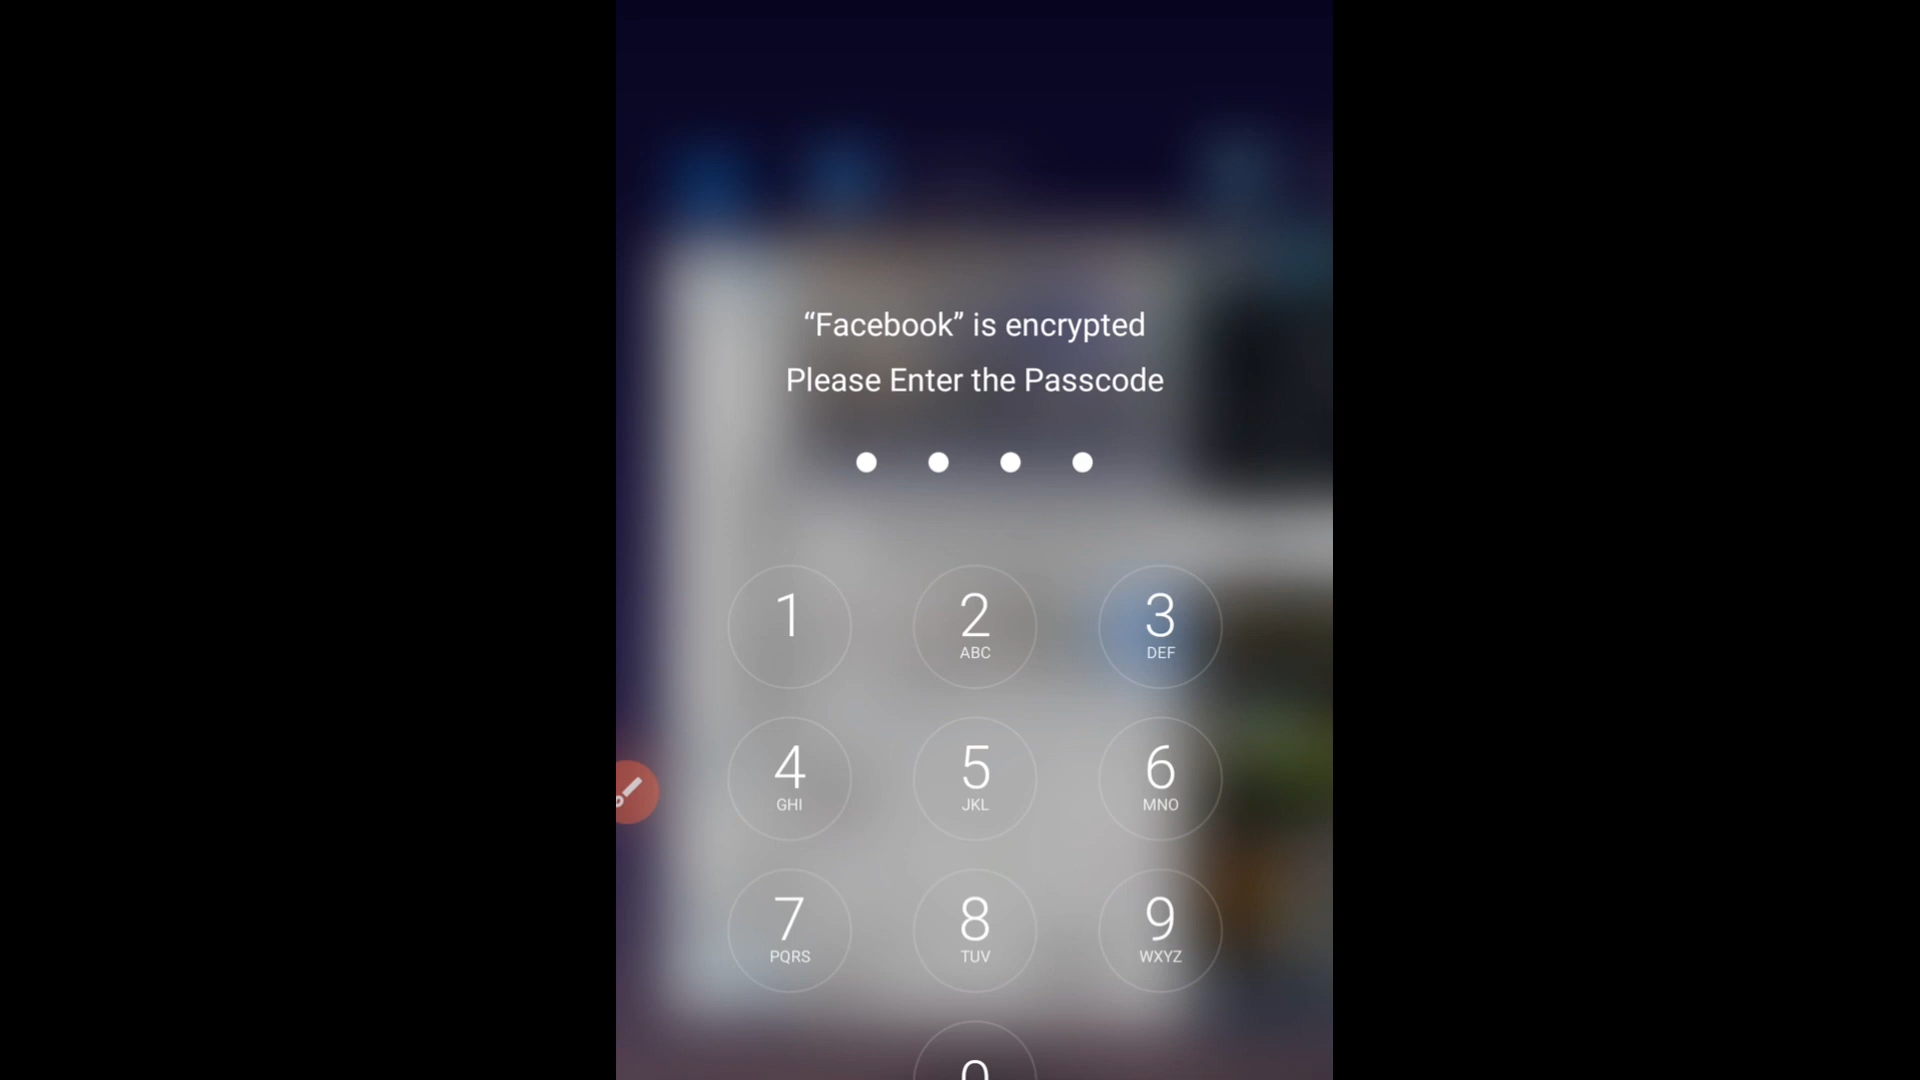 “Facebook” is encrypted
Please Enter the Passcode
1 2 3
ABC DEF
4 5 6
GHI JKL MNO
7 8 9
PQRS TUV WXYZ
0